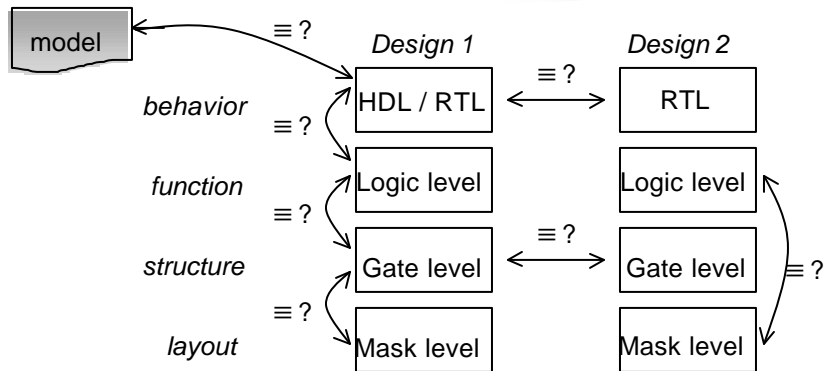 model
≡ ?
Design 1
Design 2
behavior
HDL / RTL
≡ ?
RTL
≡ ?
function
Logic level
Logic level
≡ ?
≡ ?
structure
Gate level
Gate level
≡ ?
≡ ?
layout
Mask level
Mask level